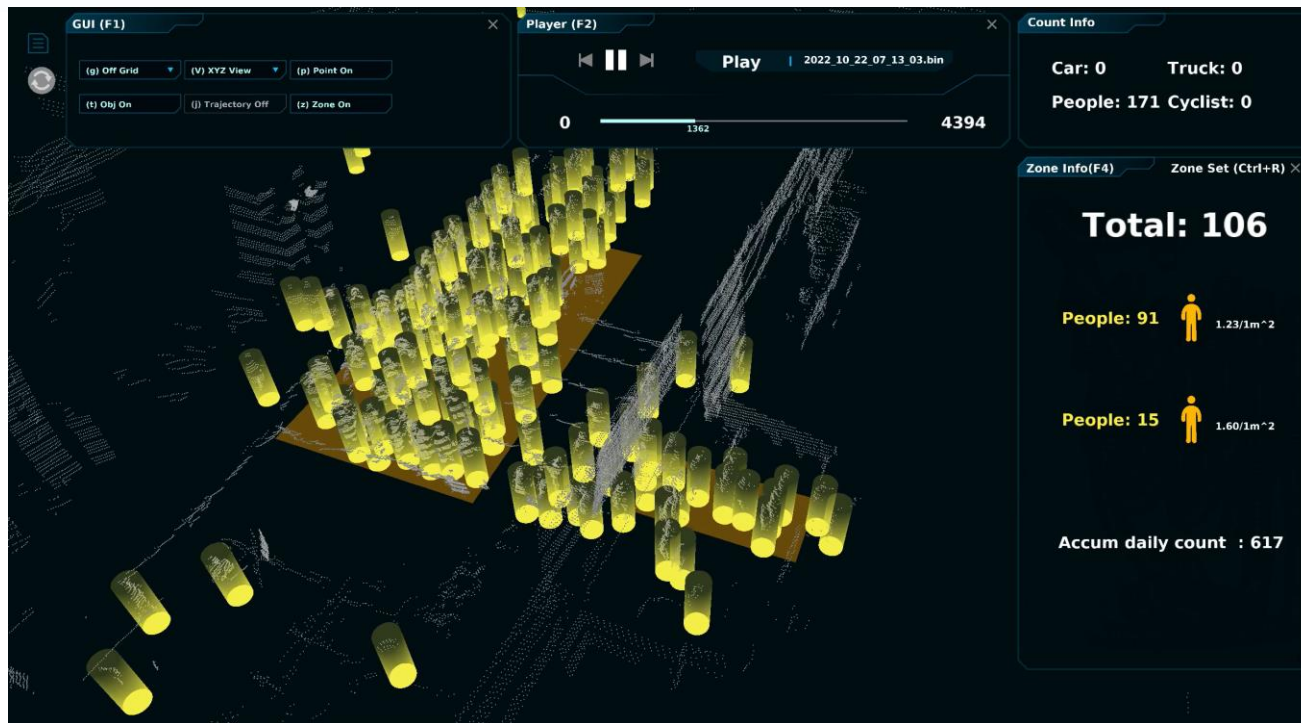 GUI (F1)
(g) Off Grid
(V) XYZ View
(p) Point On
(t) Obj On
(j) Trajectory Off
(z) Zone On
Player (F2)
Play
2022_10_22_07_13_03.bin
0
1362
4394
Count Info
Car: 0 Truck: 0
People: 171 Cyclist: 0
Zone Info(F4) Zone Set (Ctrl+R)
Total: 106
People: 91 1.23/1m^2
People: 15 1.60/1m^2
Accum daily count : 617